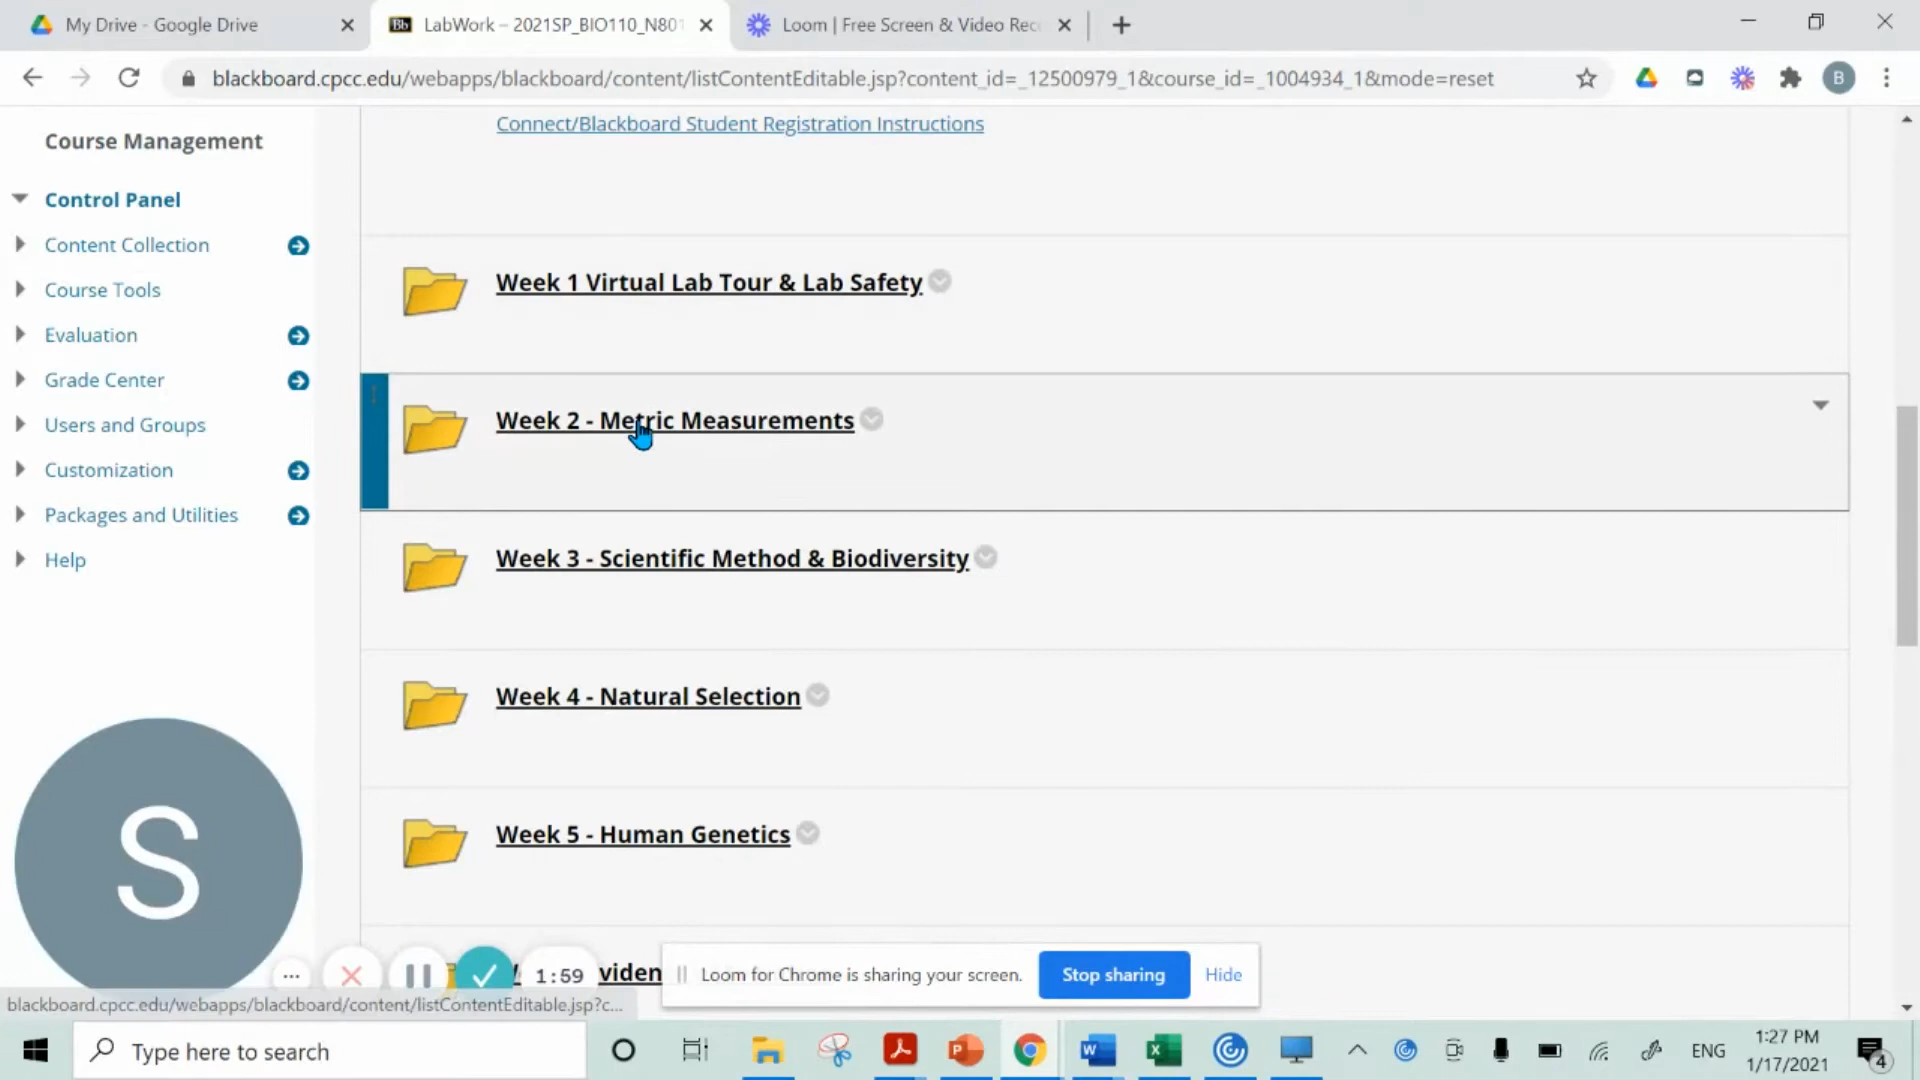 My Drive - Google Drive
Bb LabWork – 2021SP_BIO110_N801
Loom | Free Screen & Video Rec
blackboard.cpcc.edu/webapps/blackboard/content/listContentEditable.jsp?content_id=_12500979_1&course_id=_1004934_1&mode=reset
B
Course Management
Control Panel
Content Collection
Course Tools
Evaluation
Grade Center
Users and Groups
Customization
Packages and Utilities
Help
Connect/Blackboard Student Registration Instructions
Week 1 Virtual Lab Tour & Lab Safety
Week 2 - Metric Measurements
Week 3 - Scientific Method & Biodiversity
Week 4 - Natural Selection
Week 5 - Human Genetics
S
1:59
Loom for Chrome is sharing your screen.
Stop sharing
Hide
blackboard.cpcc.edu/webapps/blackboard/content/listContentEditable.jsp?c...
Type here to search
ENG
1:27 PM
1/17/2021
4